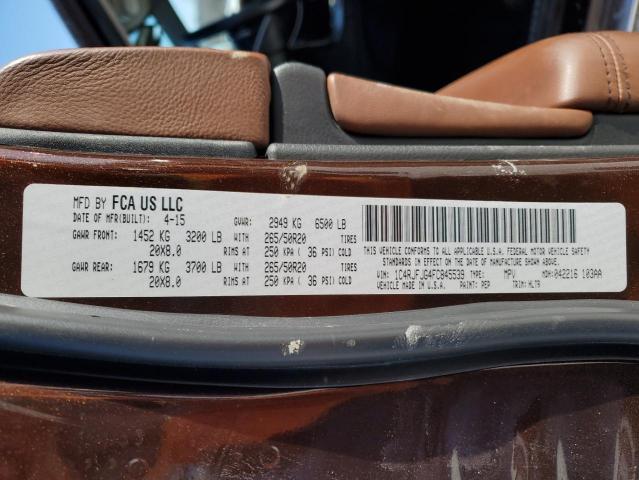 MFD BY FCA US LLC
DATE OF MFR(BUILT): 4-15 GVWR: 2949 KG 6500 LB
GAWR FRONT: 1452 KG 3200 LB WITH 265/50R20 TIRES
20X8.0 RIMS AT 250 KPA ( 36 PSI) COLD
GAWR REAR: 1679 KG 3700 LB WITH 265/50R20 TIRES
20X8.0 RIMS AT 250 KPA ( 36 PSI) COLD
THIS VEHICLE CONFORMS TO ALL APPLICABLE U.S.A. FEDERAL MOTOR VEHICLE SAFETY
STANDARDS IN EFFECT ON THE DATE OF MANUFACTURE SHOWN ABOVE.
VIN: 1C4RJFJG4FC845539 TYPE: MPV MDH:042216 103AA
VEHICLE MADE IN U.S.A. PAINT: PEP TRIM: HLTR